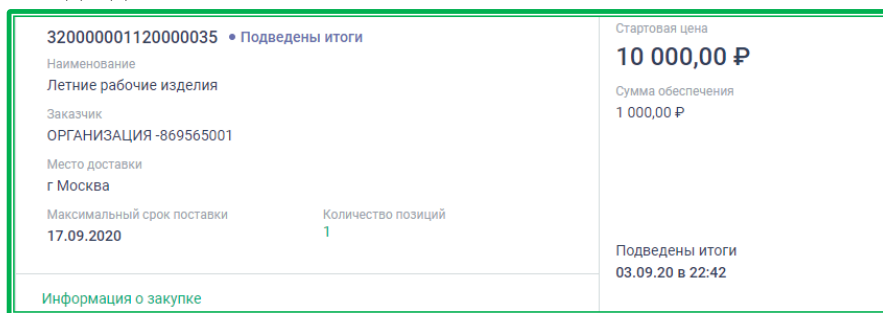 320000001120000035 • Подведены итоги
Наименование
Летние рабочие изделия
Заказчик
ОРГАНИЗАЦИЯ -869565001
Место доставки
г Москва
Максимальный срок поставки
17.09.2020
Количество позиций
1
Информация о закупке
Стартовая цена
10 000,00 ₽
Сумма обеспечения
1 000,00 ₽
Подведены итоги
03.09.20 в 22:42